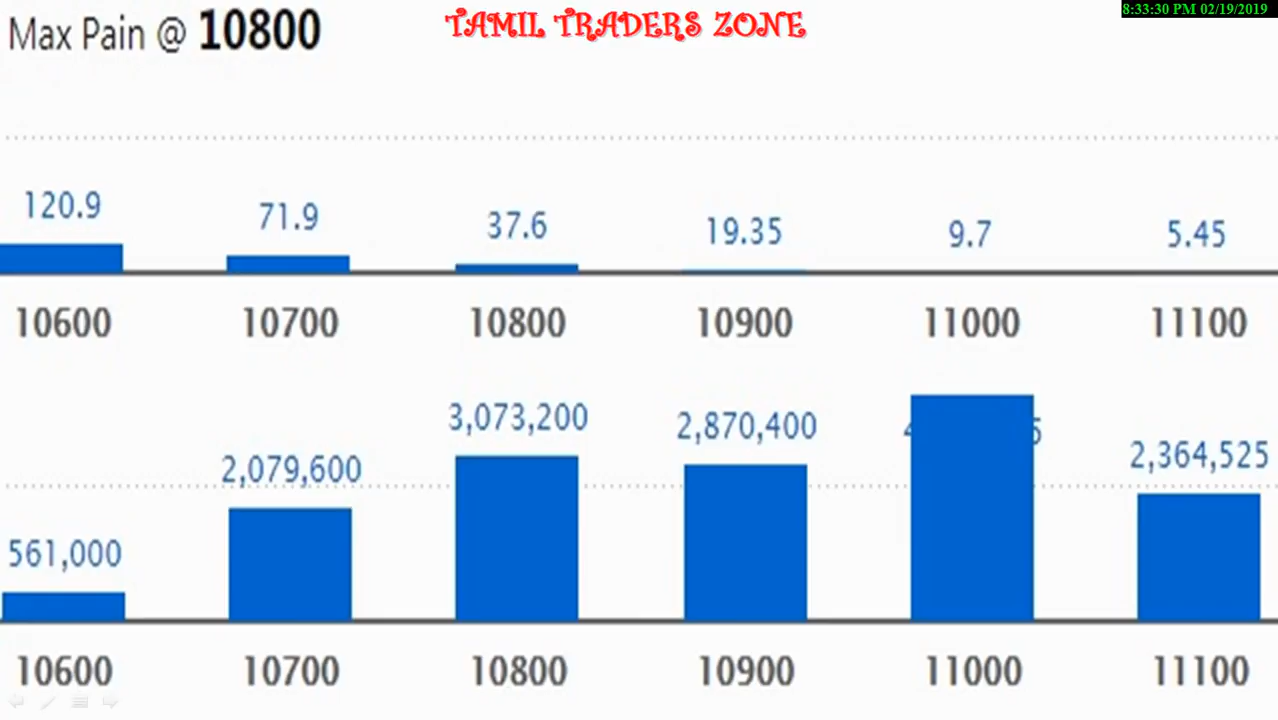 Max Pain @ 10800
TAMIL TRADERS ZONE
8:33:30 PM 02/19/2019
120.9 71.9 37.6 19.35 9.7 5.45
10600 10700 10800 10900 11000 11100
561,000 2,079,600 3,073,200 2,870,400 2,364,525
10600 10700 10800 10900 11000 11100